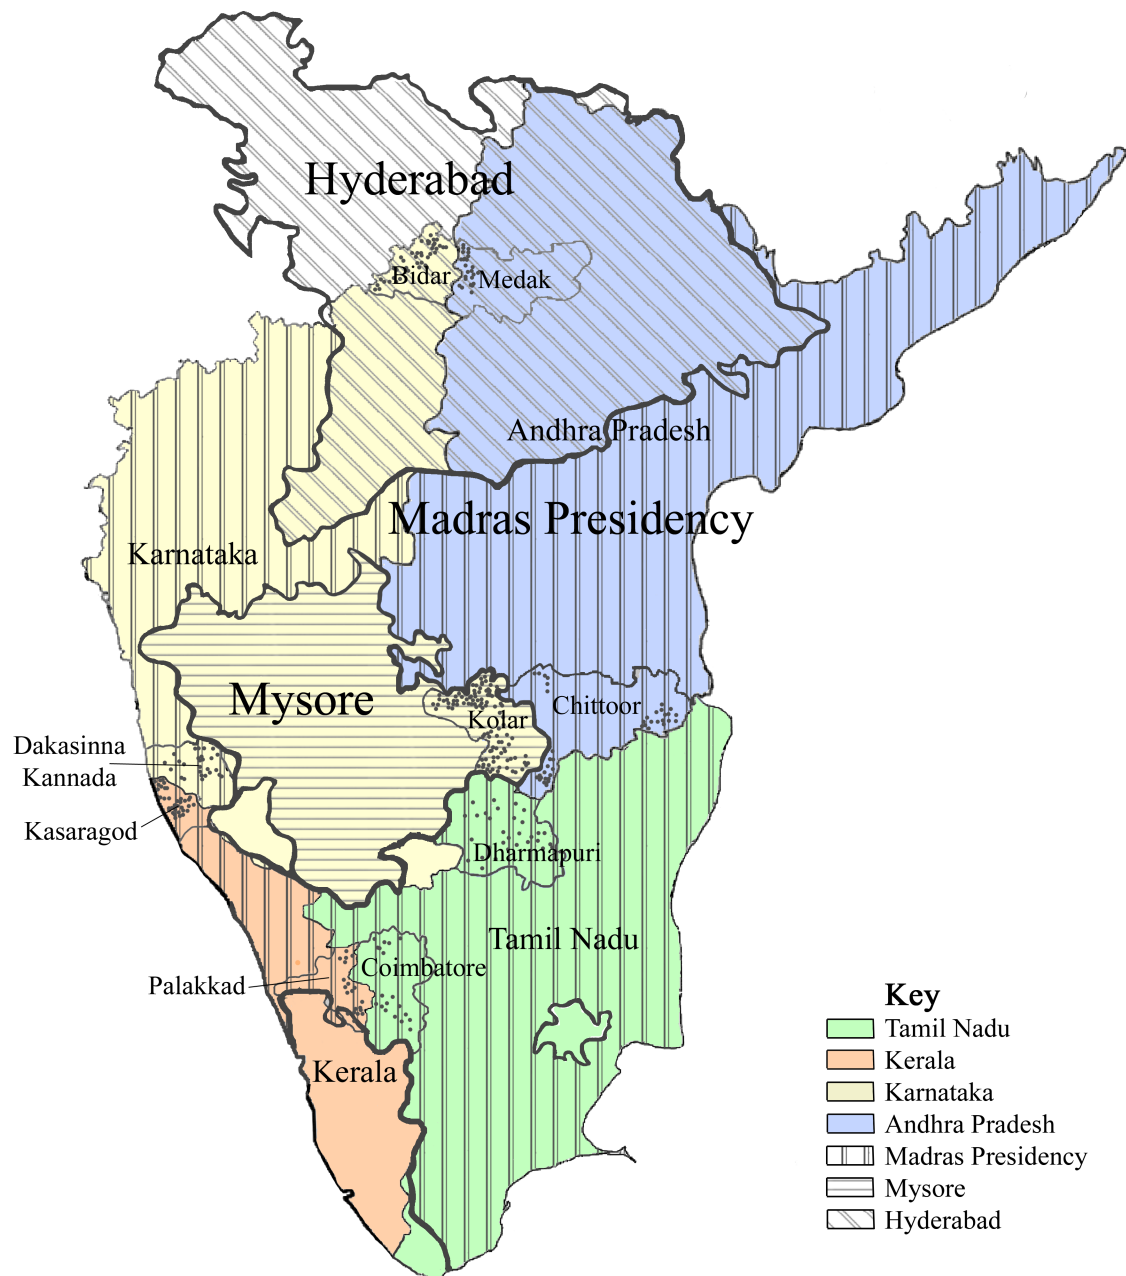 Hyderabad
Bidar
Medak
Andhra Pradesh
Madras Presidency
Karnataka
Mysore
Chittoor
Kolar
Dakasinna
Kannada
Kasaragod
Dharmapuri
Tamil Nadu
Coimbatore
Palakkad
Kerala
Key
Tamil Nadu
Kerala
Karnataka
Andhra Pradesh
Madras Presidency
Mysore
Hyderabad